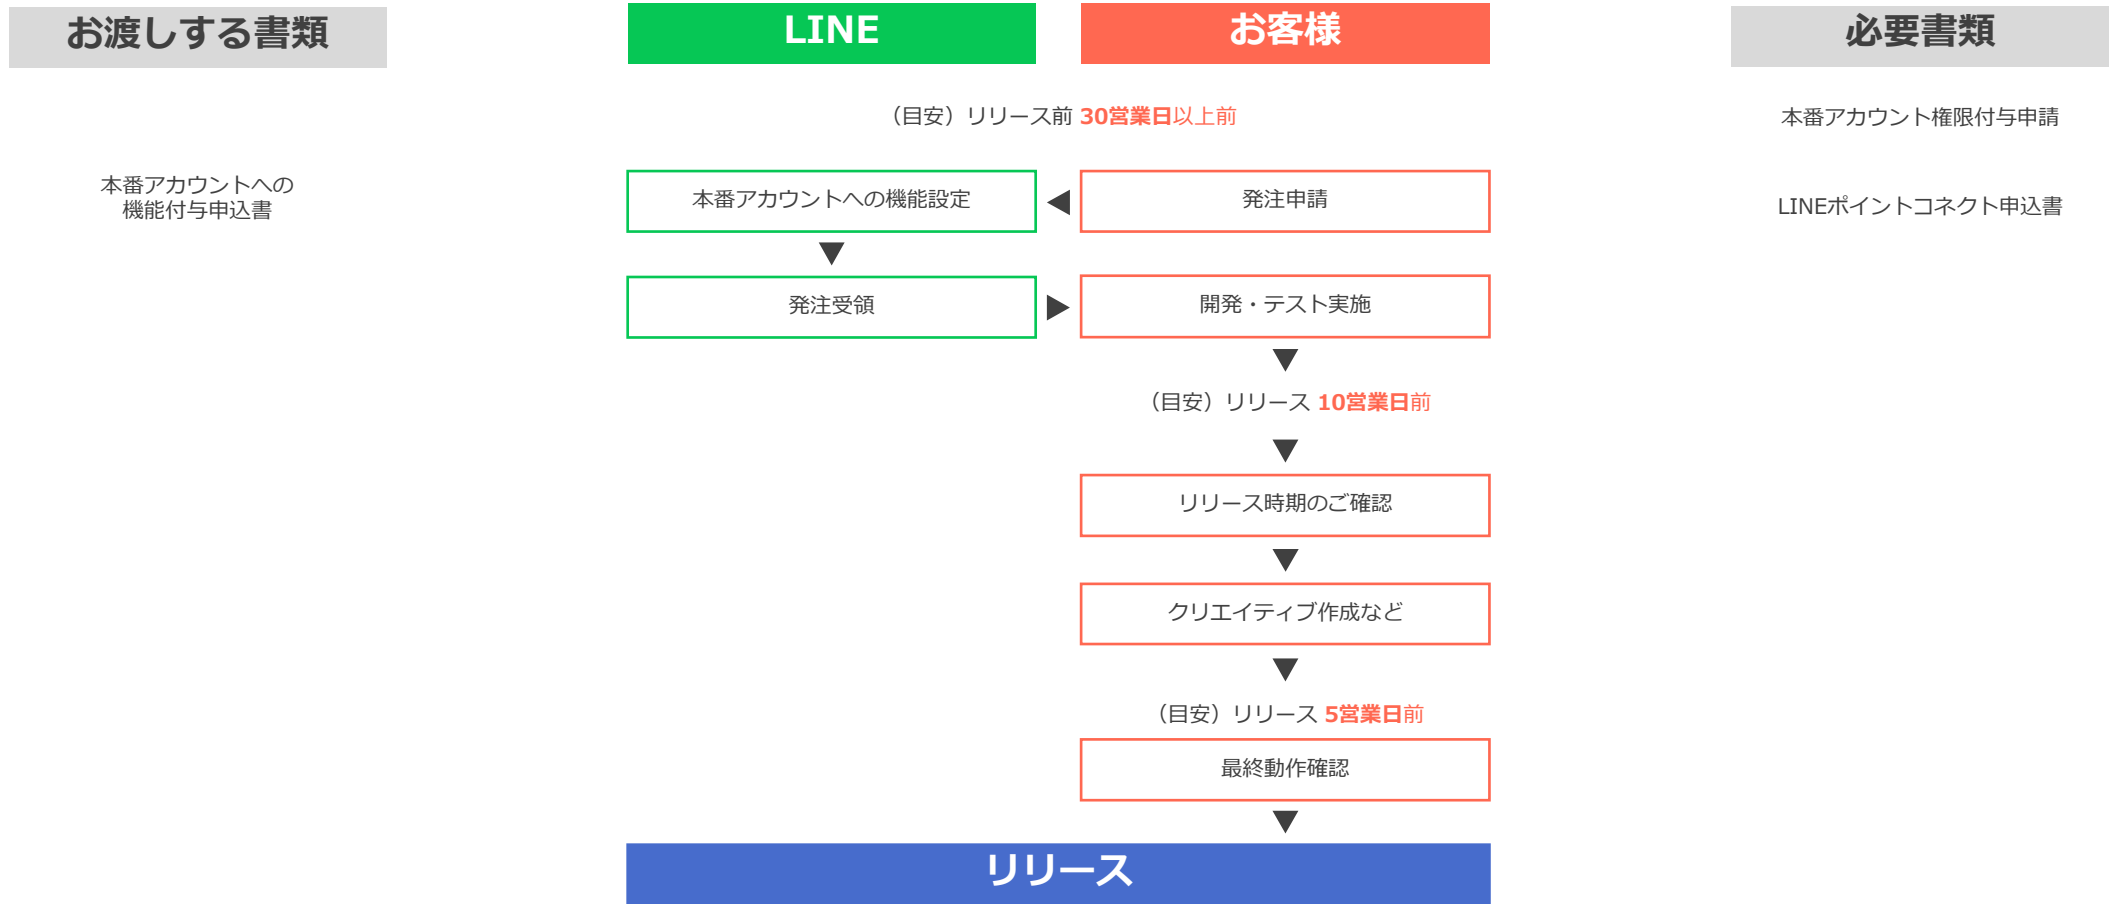 お渡しする書類
LINE
お客様
必要書類
（目安）リリース前 30営業日以上前
本番アカウント権限付与申請
本番アカウントへの
機能付与申込書
本番アカウントへの機能設定
発注申請
LINEポイントコネクト申込書
発注受領
開発・テスト実施
（目安）リリース 10営業日前
リリース時期のご確認
クリエイティブ作成など
（目安）リリース 5営業日前
最終動作確認
リリース